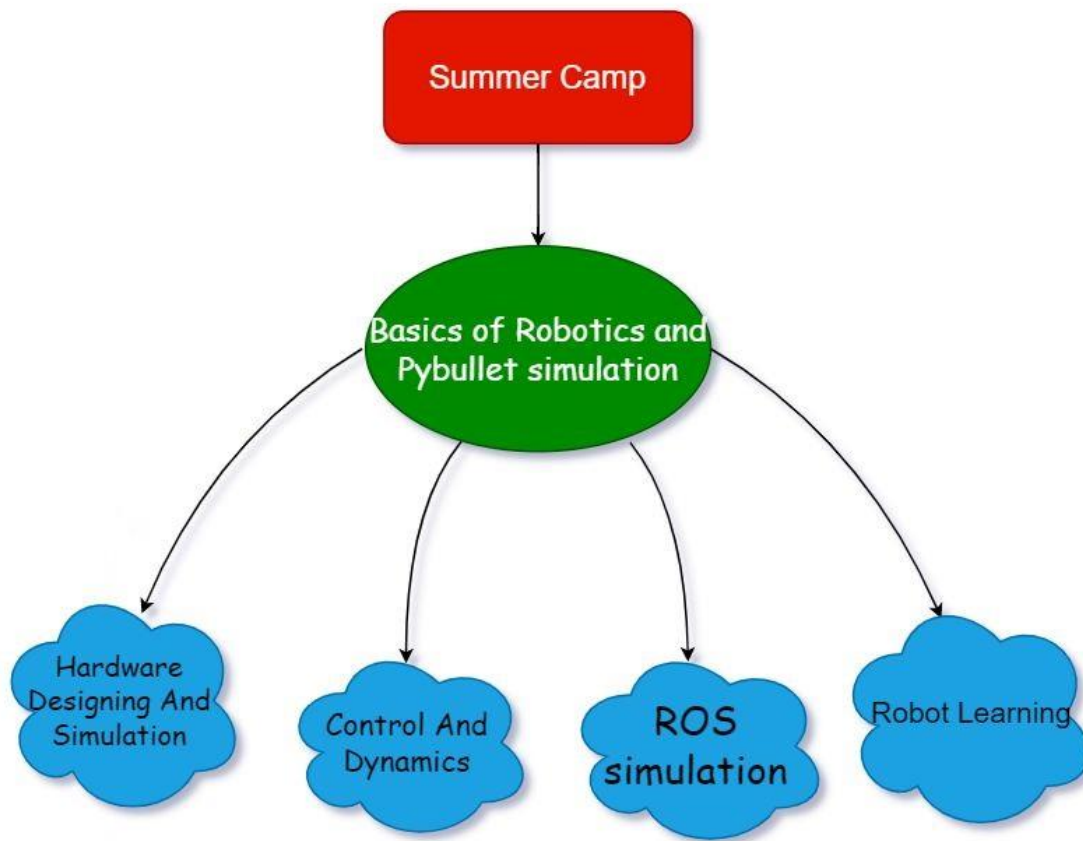 Summer Camp
Basics of Robotics and
Pybullet simulation
Hardware
Designing And
Simulation
Control And
Dynamics
ROS
simulation
Robot Learning